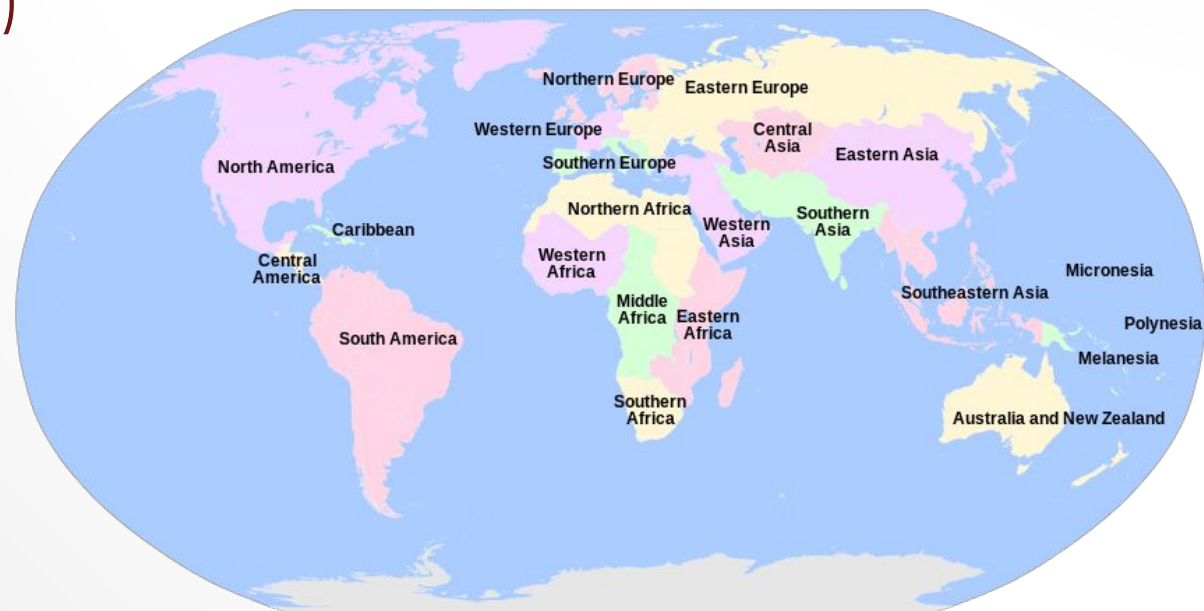 )
Northern Europe
Eastern Europe
Western Europe
Central
Asia
Eastern Asia
North America
Southern Europe
Northern Africa
Southern
Asia
Western
Asia
Caribbean
Western
Africa
Central
America
Micronesia
Southeastern Asia
Middle
Africa
Eastern
Africa
Polynesia
South America
Melanesia
Southern
Africa
Australia and New Zealand